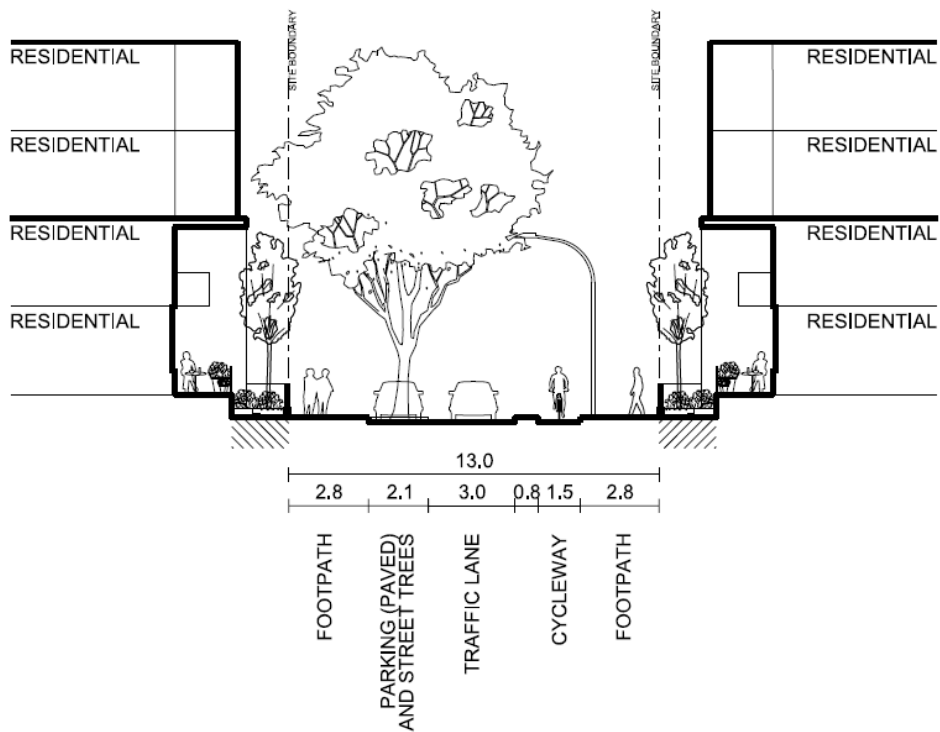 SITE BOUNDARY
SITE BOUNDARY
RESIDENTIAL
RESIDENTIAL
RESIDENTIAL
RESIDENTIAL
RESIDENTIAL
RESIDENTIAL
RESIDENTIAL
RESIDENTIAL
13.0
2.8 2.1 3.0 0.8 1.5 2.8
FOOTPATH
PARKING (PAVED)
AND STREET TREES
TRAFFIC LANE
CYCLEWAY
FOOTPATH